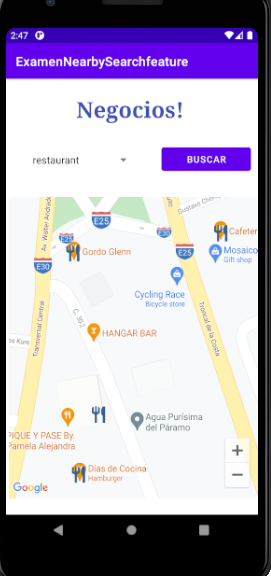 2:47
ExamenNearbySearchfeature
Negocios!
restaurant
BUSCAR
Av. Walter Andrade
E25
Gustavo
Cafeter
E25
E30
Gordo Glenn
E25
Mosaico
Gift shop
E30
Cycling Race
Bicycle store
Transversal Central
C. 30 2
Troncal de la Costa
HANGAR BAR
PIQUE Y PASE By.
Pamela Alejandra
Agua Purísima
del Páramo
Dias de Cocina
Hamburger
+
−
Google